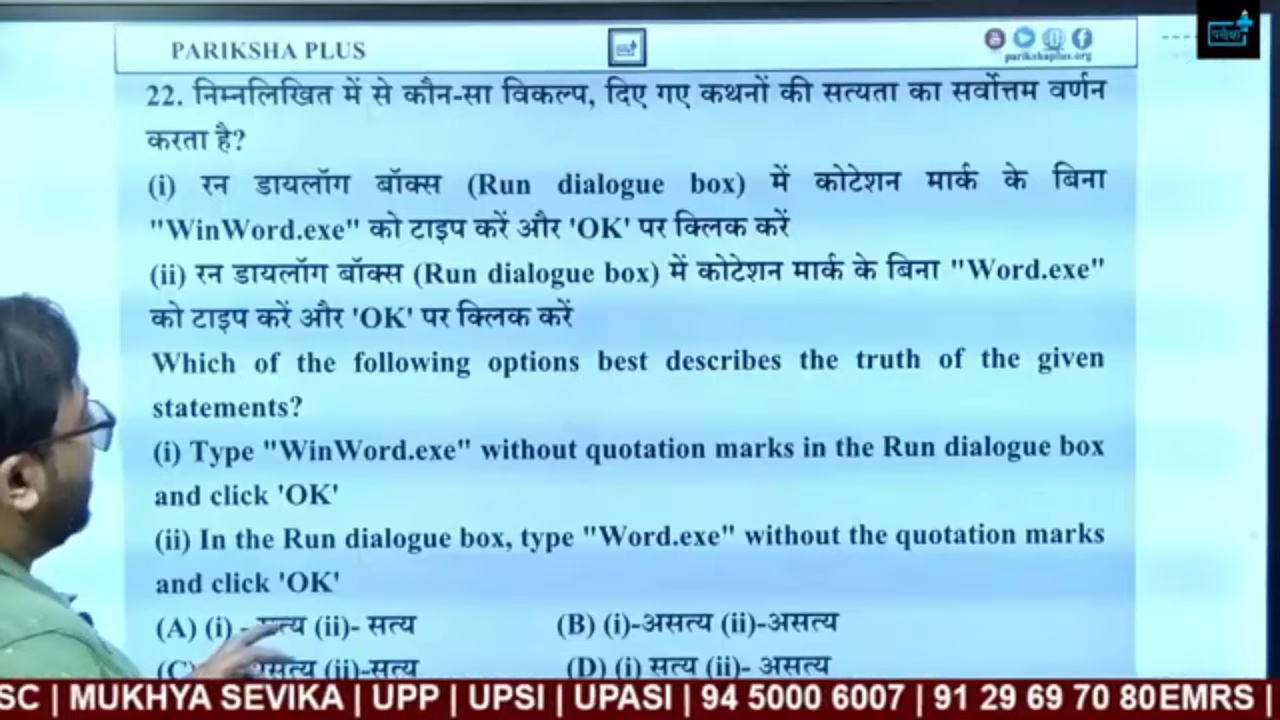 PARIKSHA PLUS
परीक्षा
parikshaplus.org
22. निम्नलिखित में से कौन-सा विकल्प, दिए गए कथनों की सत्यता का सर्वोत्तम वर्णन
करता है?
(i) रन डायलॉग बॉक्स (Run dialogue box) में कोटेशन मार्क के बिना
"WinWord.exe" को टाइप करें और 'OK' पर क्लिक करें
(ii) रन डायलॉग बॉक्स (Run dialogue box) में कोटेशन मार्क के बिना "Word.exe"
को टाइप करें और 'OK' पर क्लिक करें
Which of the following options best describes the truth of the given
statements?
(i) Type "WinWord.exe" without quotation marks in the Run dialogue box
and click 'OK'
(ii) In the Run dialogue box, type "Word.exe" without the quotation marks
and click 'OK'
(A) (i) - सत्य (ii)- सत्य (B) (i)-असत्य (ii)-असत्य
(C) असत्य (ii)-सत्य (D) (i) सत्य (ii)- असत्य
SC | MUKHYA SEVIKA | UPP | UPSI | UPASI | 94 5000 6007 | 91 29 69 70 80EMRS |